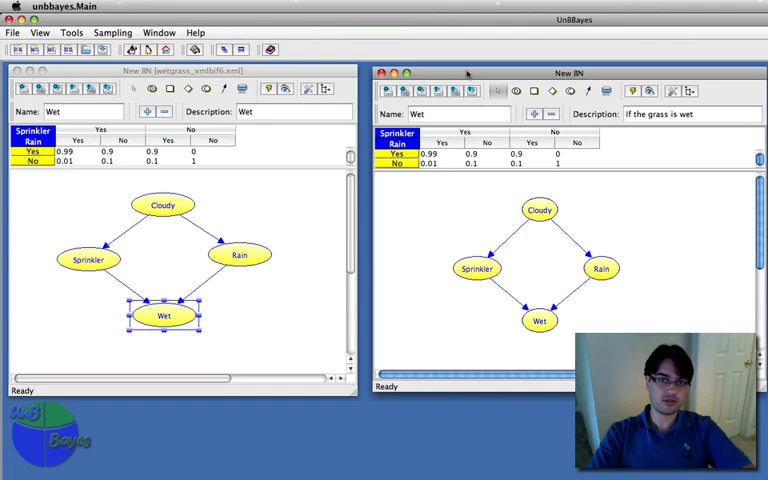 unbbayes.Main
UnBBayes
File View Tools Sampling Window Help
New BN [wetgrass_xmlbif6.xml]
Name: Wet Description: Wet
Sprinkler Yes No
Rain Yes No Yes No
Yes 0.99 0.9 0.9 0
No 0.01 0.1 0.1 1
Cloudy
Sprinkler
Rain
Wet
Ready
New BN
Name: Wet Description: If the grass is wet
Sprinkler Yes No
Rain Yes No Yes No
Yes 0.99 0.9 0.9 0
No 0.01 0.1 0.1 1
Cloudy
Sprinkler
Rain
Wet
Ready
UnB
Bayes